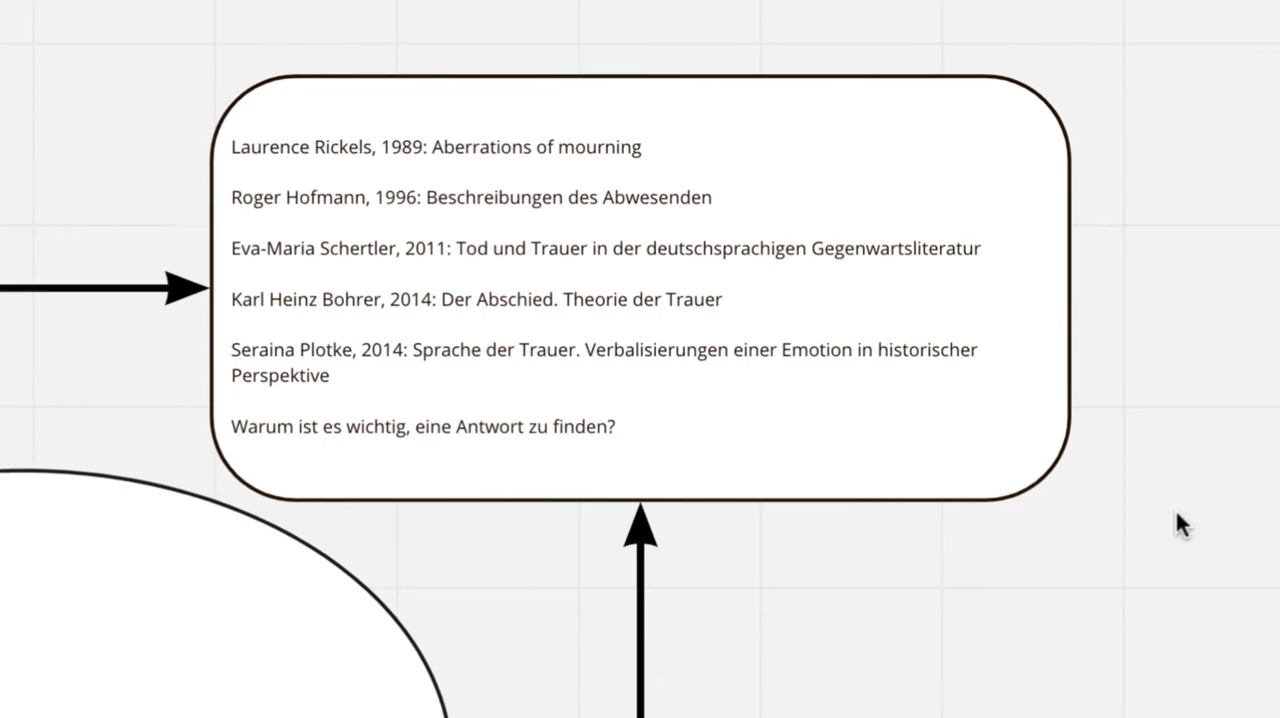 Laurence Rickels, 1989: Aberrations of mourning
Roger Hofmann, 1996: Beschreibungen des Abwesenden
Eva-Maria Schertler, 2011: Tod und Trauer in der deutschsprachigen Gegenwartsliteratur
Karl Heinz Bohrer, 2014: Der Abschied. Theorie der Trauer
Seraina Plotke, 2014: Sprache der Trauer. Verbalisierungen einer Emotion in historischer
Perspektive
Warum ist es wichtig, eine Antwort zu finden?